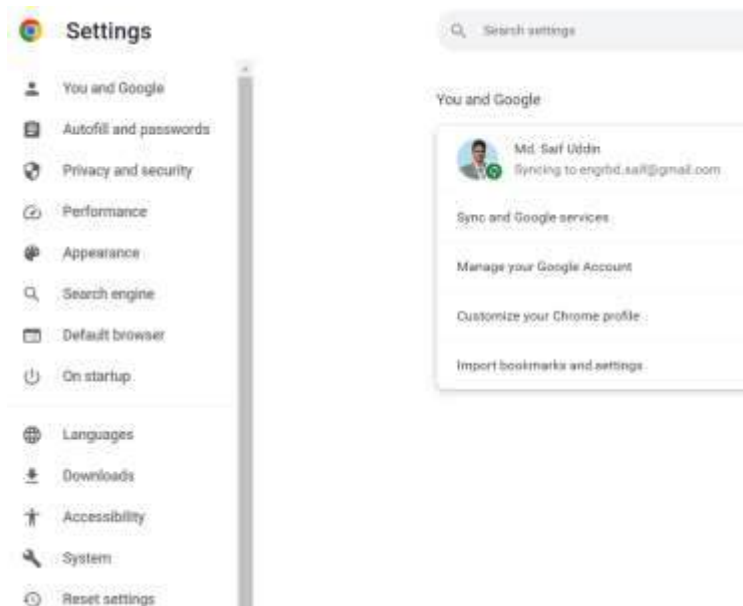 Settings
Search settings
You and Google
Autofill and passwords
Privacy and security
Performance
Appearance
Search engine
Default browser
On startup
Languages
Downloads
Accessibility
System
Reset settings
You and Google
Md. Saif Uddin
Syncing to engrbd.saif@gmail.com
Sync and Google services
Manage your Google Account
Customize your Chrome profile
Import bookmarks and settings